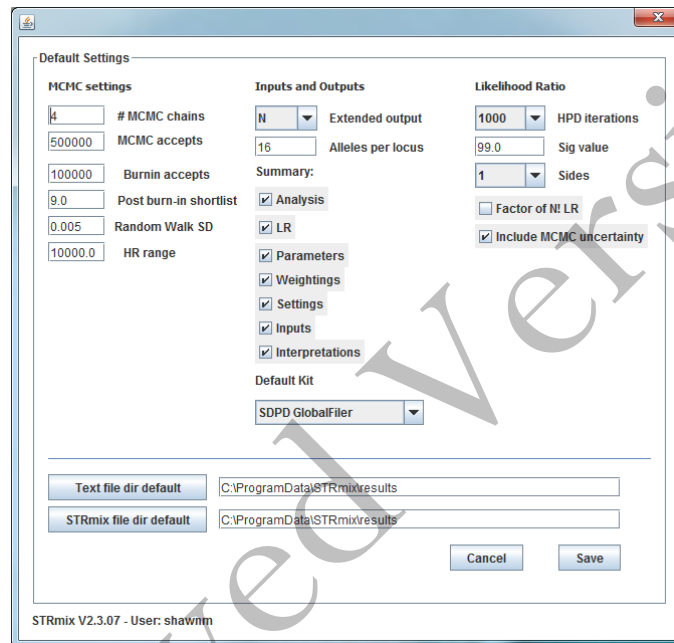 Default Settings
MCMC settings
4 # MCMC chains
500000 MCMC accepts
100000 Burnin accepts
9.0 Post burn-in shortlist
0.005 Random Walk SD
10000.0 HR range
Inputs and Outputs
N Extended output
16 Alleles per locus
Summary:
Analysis
LR
Parameters
Weightings
Settings
Inputs
Interpretations
Default Kit
SDPD GlobalFiler
Likelihood Ratio
1000 HPD iterations
99.0 Sig value
1 Sides
Factor of N! LR
Include MCMC uncertainty
Text file dir default C:\ProgramData\STRmix\results
STRmix file dir default C:\ProgramData\STRmix\results
Cancel Save
STRmix V2.3.07 - User: shawnm